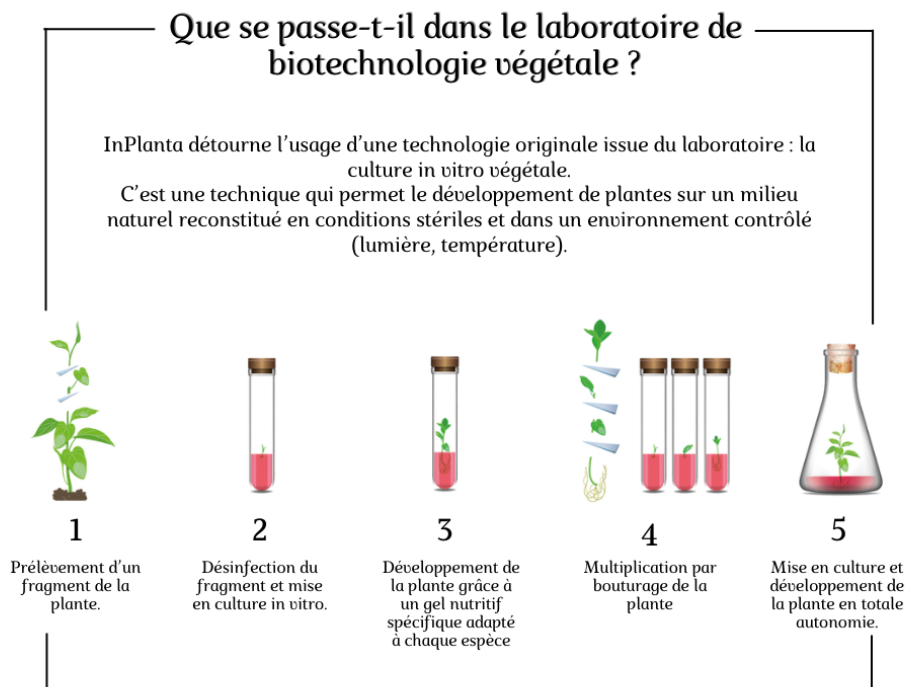 Que se passe-t-il dans le laboratoire de
biotechnologie végétale ?
InPlanta détourne l'usage d'une technologie originale issue du laboratoire : la
culture in vitro végétale.
C'est une technique qui permet le développement de plantes sur un milieu
naturel reconstitué en conditions stériles et dans un environnement contrôlé
(lumière, température).
1
Prélèvement d'un
fragment de la
plante.
2
Désinfection du
fragment et mise
en culture in vitro.
3
Développement de
la plante grâce à
un gel nutritif
spécifique adapté
à chaque espèce
4
Multiplication par
bouturage de la
plante
5
Mise en culture et
développement de
la plante en totale
autonomie.